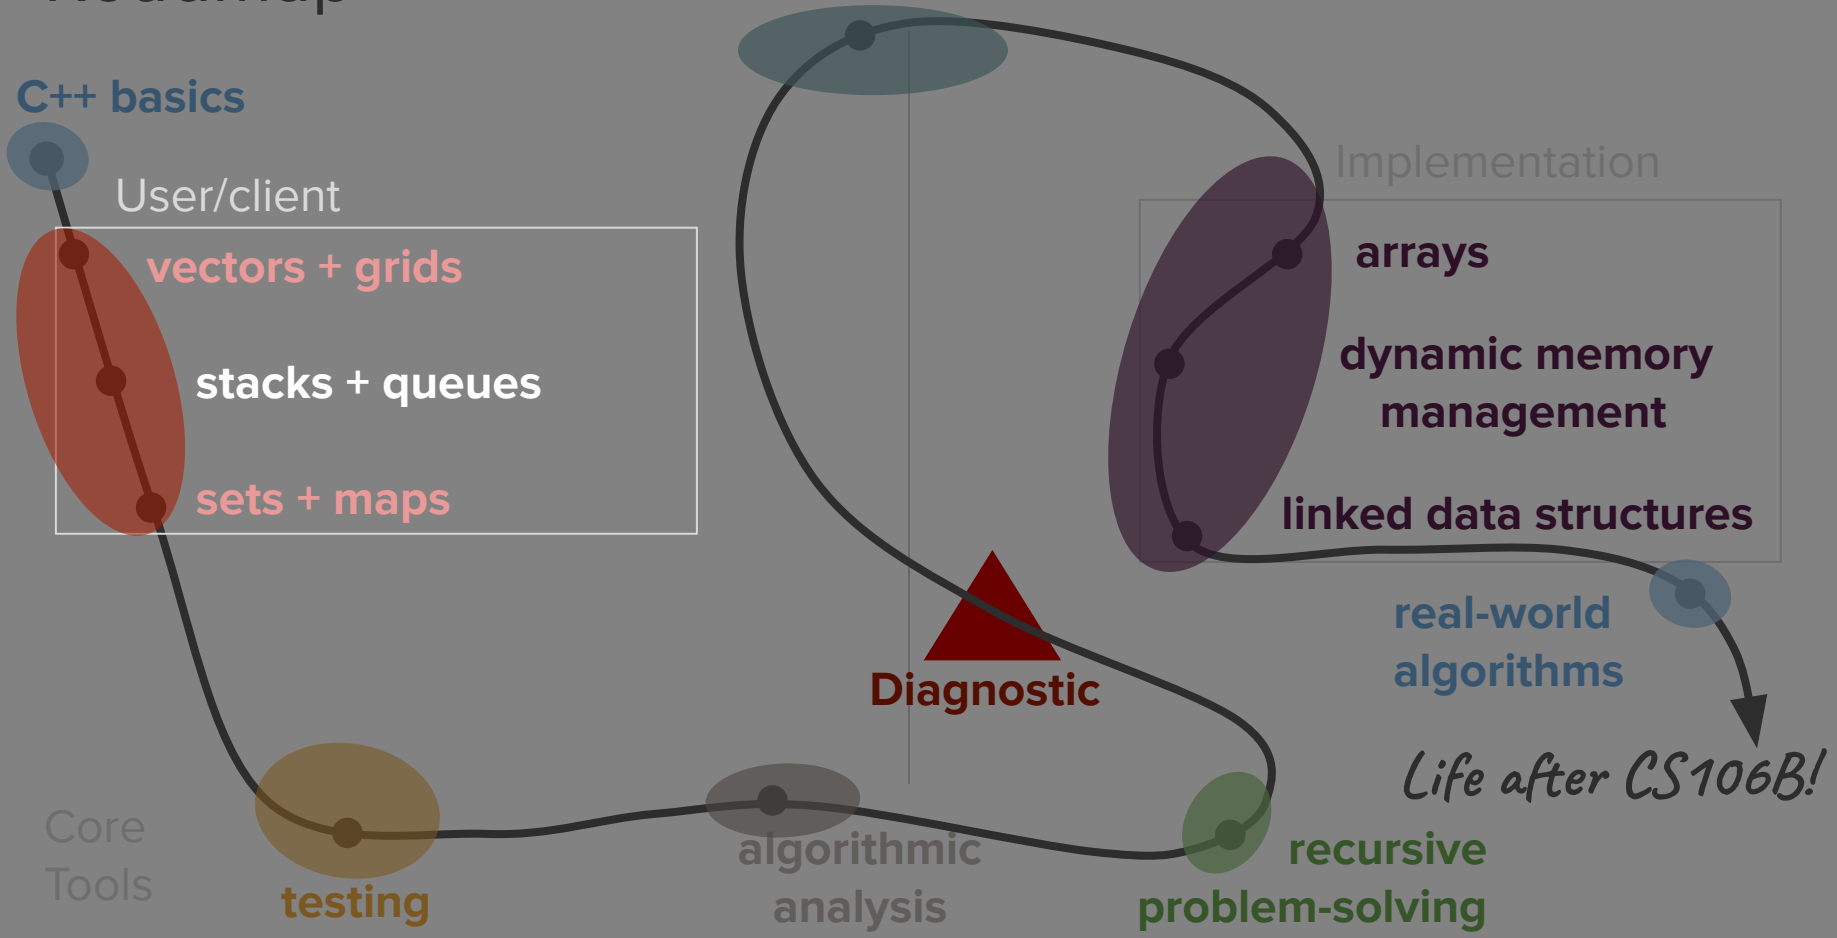 Roadmap
C++ basics
User/client
vectors + grids
stacks + queues
sets + maps
Core
Tools
testing
algorithmic
analysis
Diagnostic
recursive
problem-solving
Implementation
arrays
dynamic memory
management
linked data structures
real-world
algorithms
Life after CS106B!